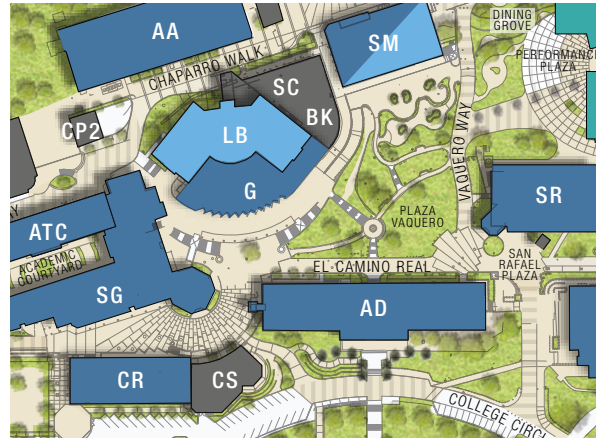 AA
CHAPARRO WALK
SM
DINING
GROVE
PERFORMANCE
PLAZA
SC
BK
CP2
LB
G
VAQUERO WAY
SR
PLAZA
VAQUERO
ATC
ACADEMIC
COURTYARD
SG
EL CAMINO REAL
SAN
RAFAEL
PLAZA
AD
CR
CS
COLLEGE CIRC